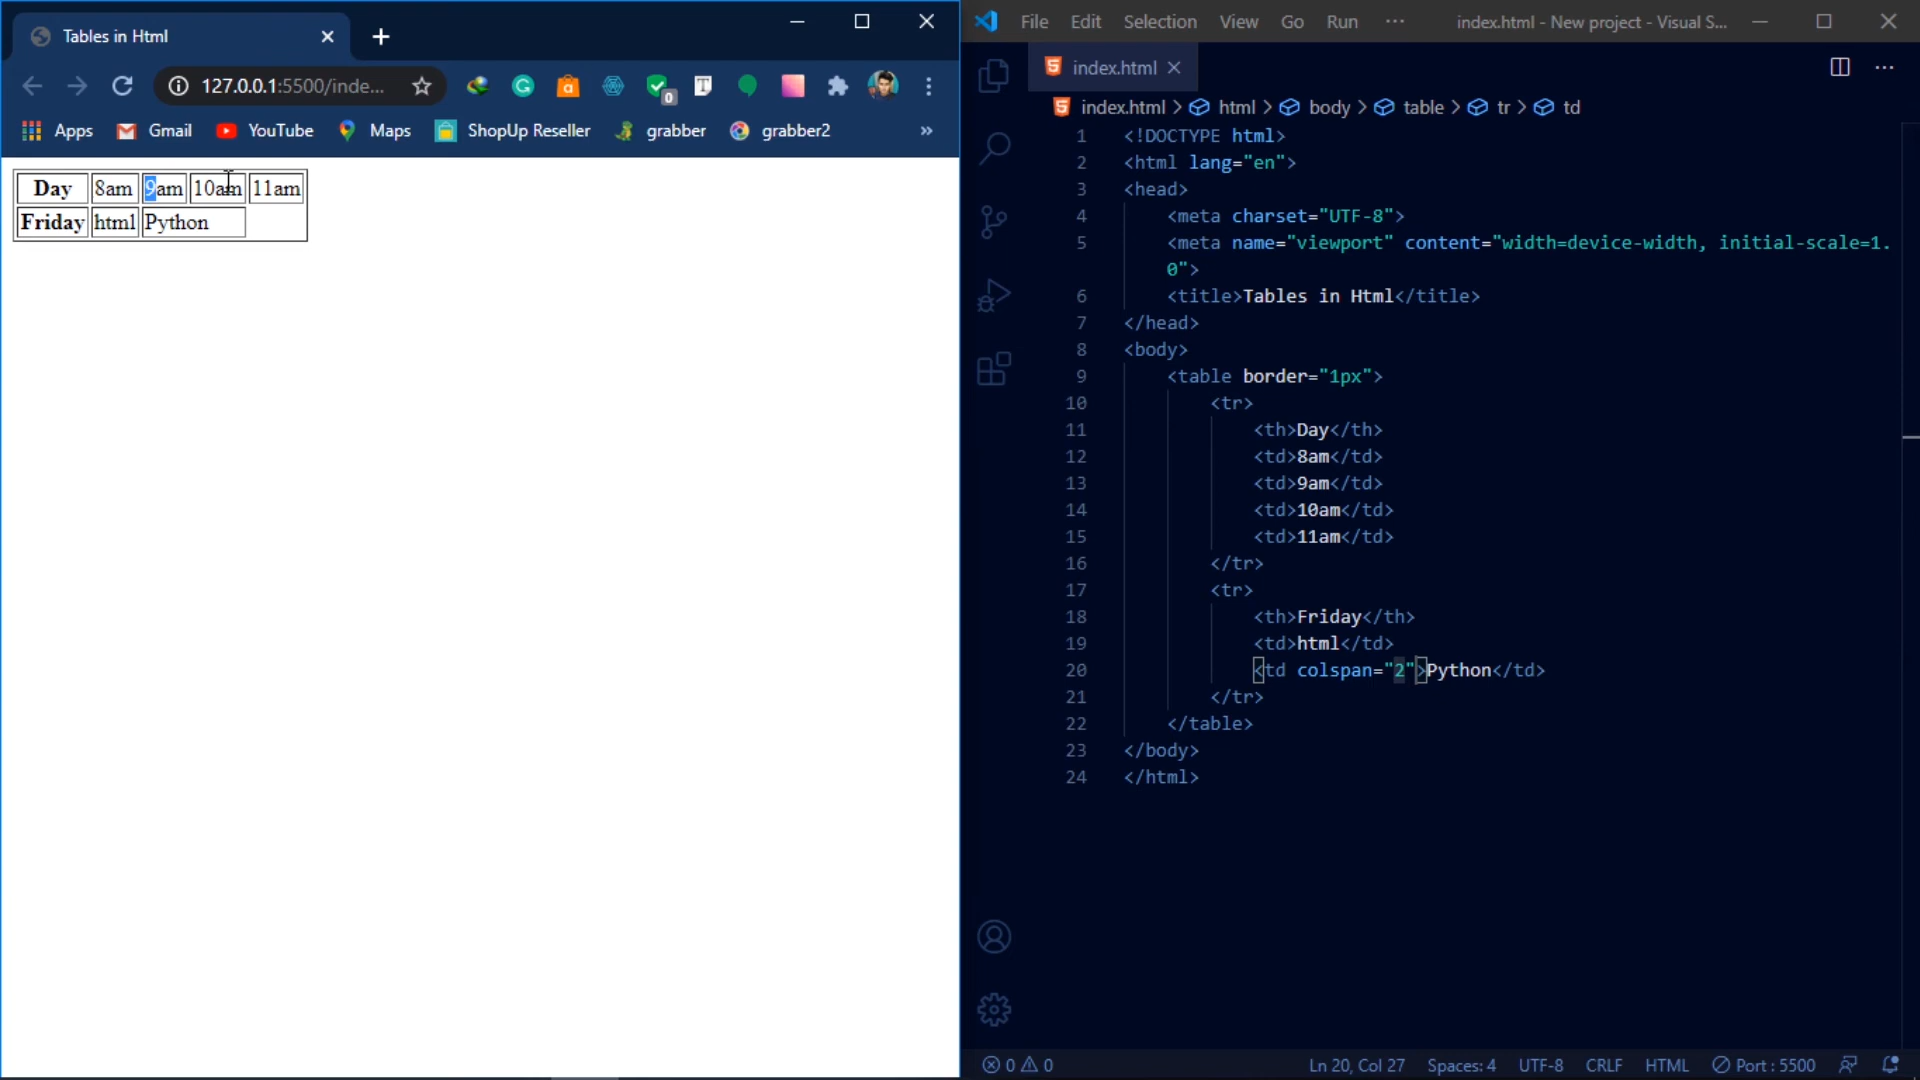 Tables in Html
127.0.0.1:5500/inde...
0
Apps Gmail YouTube Maps ShopUp Reseller grabber grabber2 »
Day 8am 9am 10am 11am
Friday html Python
File Edit Selection View Go Run ··· index.html - New project - Visual S...
index.html
index.html > html > body > table > tr > td
1 <!DOCTYPE html>
2 <html lang="en">
3 <head>
4 <meta charset="UTF-8">
5 <meta name="viewport" content="width=device-width, initial-scale=1.
0">
6 <title>Tables in Html</title>
7 </head>
8 <body>
9 <table border="1px">
10 <tr>
11 <th>Day</th>
12 <td>8am</td>
13 <td>9am</td>
14 <td>10am</td>
15 <td>11am</td>
16 </tr>
17 <tr>
18 <th>Friday</th>
19 <td>html</td>
20 <td colspan="2">Python</td>
21 </tr>
22 </table>
23 </body>
24 </html>
0 0 Ln 20, Col 27 Spaces: 4 UTF-8 CRLF HTML Port : 5500